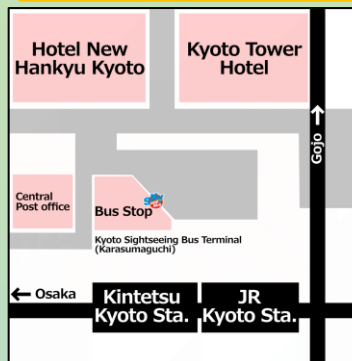 Hotel New
Hankyu Kyoto
Kyoto Tower
Hotel
Gojo
Central
Post office
Bus Stop
Kyoto Sightseeing Bus Terminal
(Karasumaguchi)
← Osaka
Kintetsu
Kyoto Sta.
JR
Kyoto Sta.